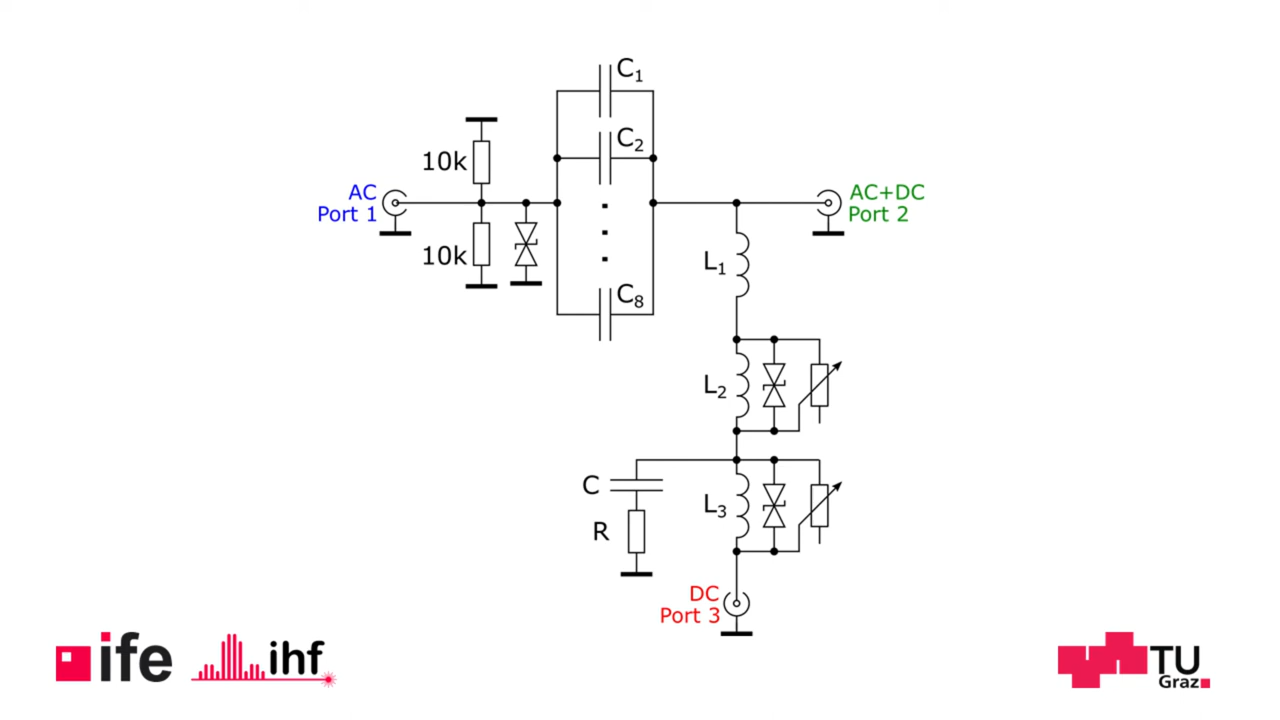 C1
C2
10k
AC
Port 1
AC+DC
Port 2
10k
L1
C8
L2
C
L3
R
DC
Port 3
ife
ihf
TU
Graz